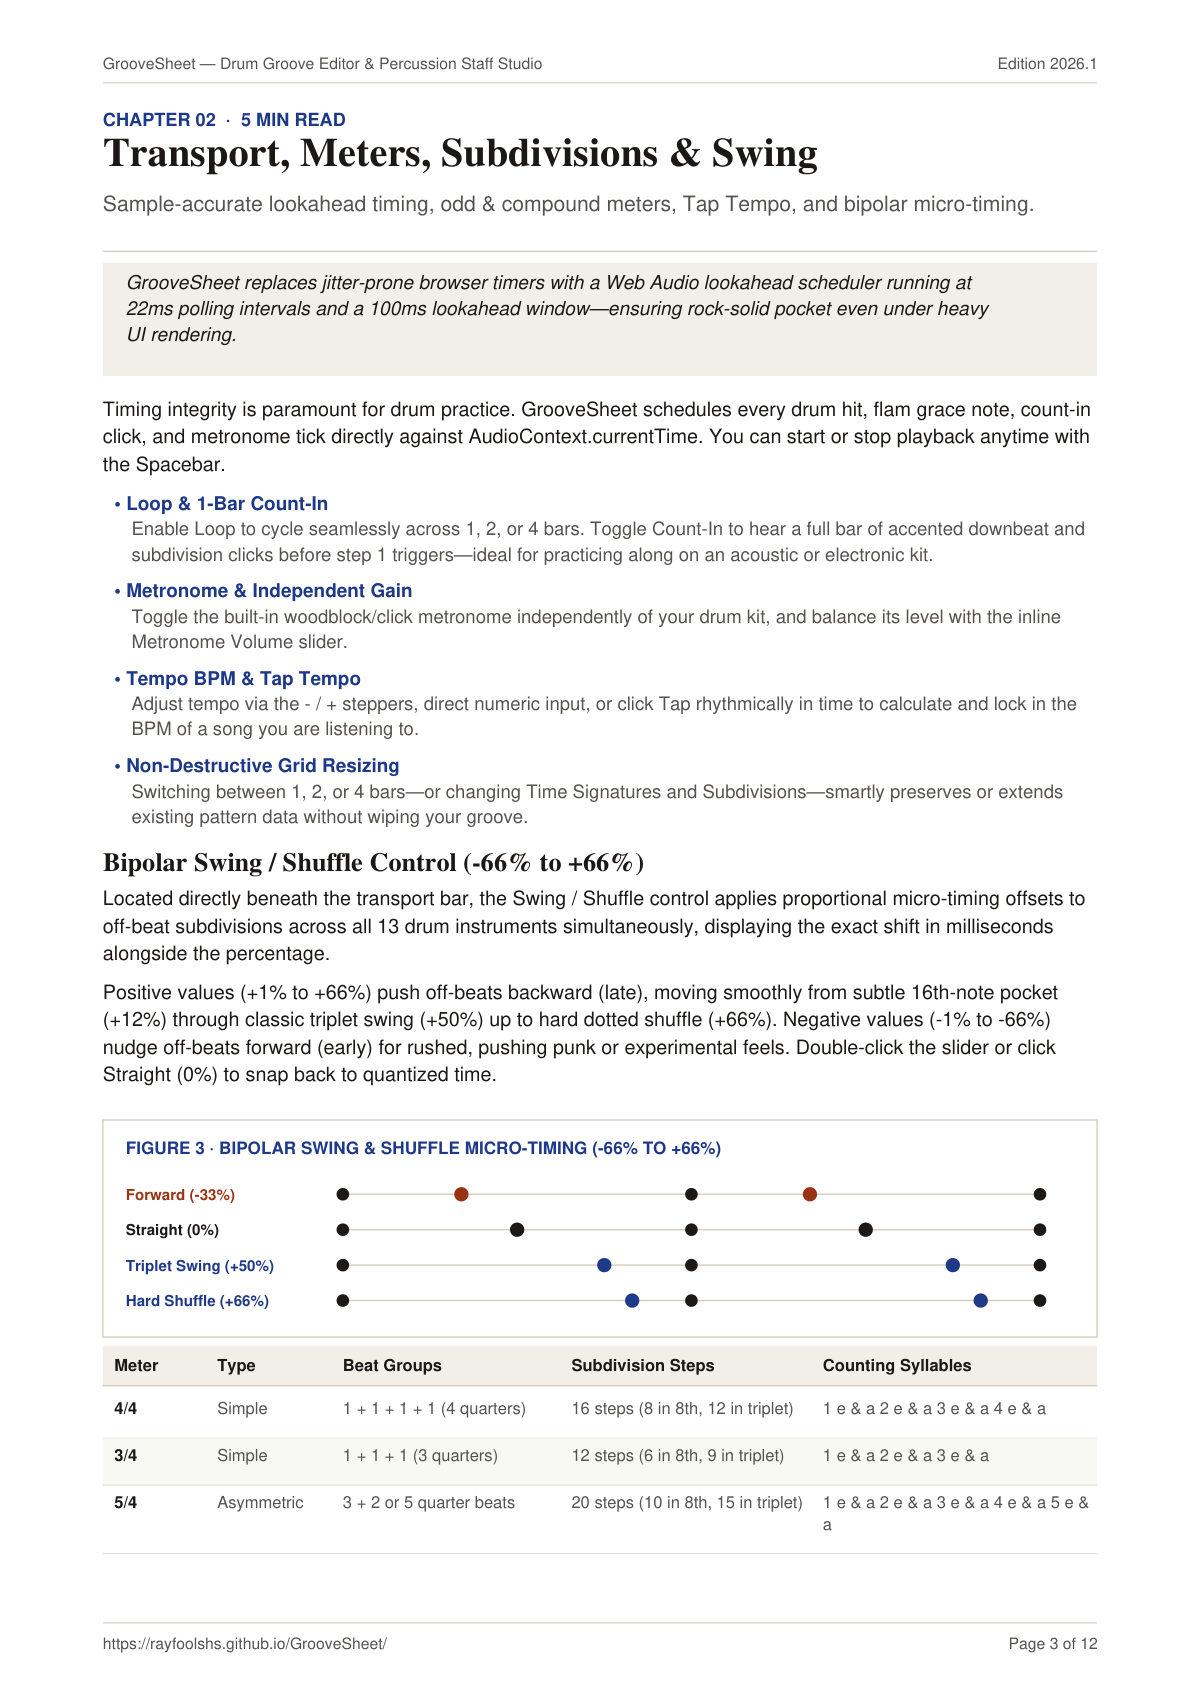 GrooveSheet — Drum Groove Editor & Percussion Staff Studio
Edition 2026.1
CHAPTER 02 · 5 MIN READ
Transport, Meters, Subdivisions & Swing
Sample-accurate lookahead timing, odd & compound meters, Tap Tempo, and bipolar micro-timing.
GrooveSheet replaces jitter-prone browser timers with a Web Audio lookahead scheduler running at
22ms polling intervals and a 100ms lookahead window—ensuring rock-solid pocket even under heavy
UI rendering.
Timing integrity is paramount for drum practice. GrooveSheet schedules every drum hit, flam grace note, count-in
click, and metronome tick directly against AudioContext.currentTime. You can start or stop playback anytime with
the Spacebar.
• Loop & 1-Bar Count-In
Enable Loop to cycle seamlessly across 1, 2, or 4 bars. Toggle Count-In to hear a full bar of accented downbeat and
subdivision clicks before step 1 triggers—ideal for practicing along on an acoustic or electronic kit.
• Metronome & Independent Gain
Toggle the built-in woodblock/click metronome independently of your drum kit, and balance its level with the inline
Metronome Volume slider.
• Tempo BPM & Tap Tempo
Adjust tempo via the - / + steppers, direct numeric input, or click Tap rhythmically in time to calculate and lock in the
BPM of a song you are listening to.
• Non-Destructive Grid Resizing
Switching between 1, 2, or 4 bars—or changing Time Signatures and Subdivisions—smartly preserves or extends
existing pattern data without wiping your groove.
Bipolar Swing / Shuffle Control (-66% to +66%)
Located directly beneath the transport bar, the Swing / Shuffle control applies proportional micro-timing offsets to
off-beat subdivisions across all 13 drum instruments simultaneously, displaying the exact shift in milliseconds
alongside the percentage.
Positive values (+1% to +66%) push off-beats backward (late), moving smoothly from subtle 16th-note pocket
(+12%) through classic triplet swing (+50%) up to hard dotted shuffle (+66%). Negative values (-1% to -66%)
nudge off-beats forward (early) for rushed, pushing punk or experimental feels. Double-click the slider or click
Straight (0%) to snap back to quantized time.
FIGURE 3 · BIPOLAR SWING & SHUFFLE MICRO-TIMING (-66% TO +66%)
Forward (-33%)
Straight (0%)
Triplet Swing (+50%)
Hard Shuffle (+66%)
Meter Type Beat Groups Subdivision Steps Counting Syllables
4/4 Simple 1 + 1 + 1 + 1 (4 quarters) 16 steps (8 in 8th, 12 in triplet) 1 e & a 2 e & a 3 e & a 4 e & a
3/4 Simple 1 + 1 + 1 (3 quarters) 12 steps (6 in 8th, 9 in triplet) 1 e & a 2 e & a 3 e & a
5/4 Asymmetric 3 + 2 or 5 quarter beats 20 steps (10 in 8th, 15 in triplet) 1 e & a 2 e & a 3 e & a 4 e & a 5 e &
a
https://rayfoolshs.github.io/GrooveSheet/
Page 3 of 12